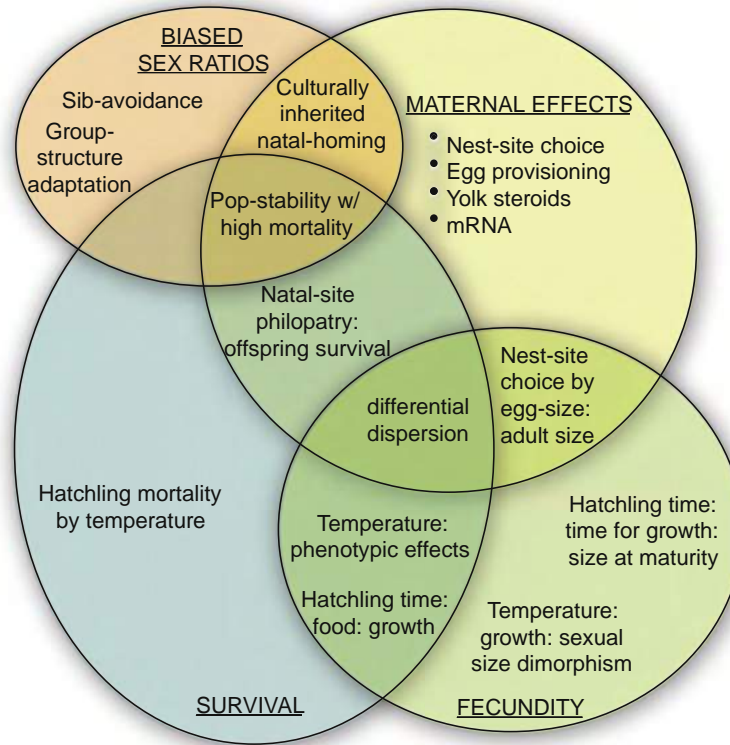 BIASED
SEX RATIOS
Sib-avoidance
Group-
structure
adaptation
Culturally
inherited
natal-homing
MATERNAL EFFECTS
• Nest-site choice
• Egg provisioning
• Yolk steroids
• mRNA
Pop-stability w/
high mortality
Natal-site
philopatry:
offspring survival
Nest-site
choice by
egg-size:
adult size
differential
dispersion
Hatchling mortality
by temperature
Temperature:
phenotypic effects
Hatchling time:
food: growth
Hatchling time:
time for growth:
size at maturity
Temperature:
growth: sexual
size dimorphism
SURVIVAL
FECUNDITY